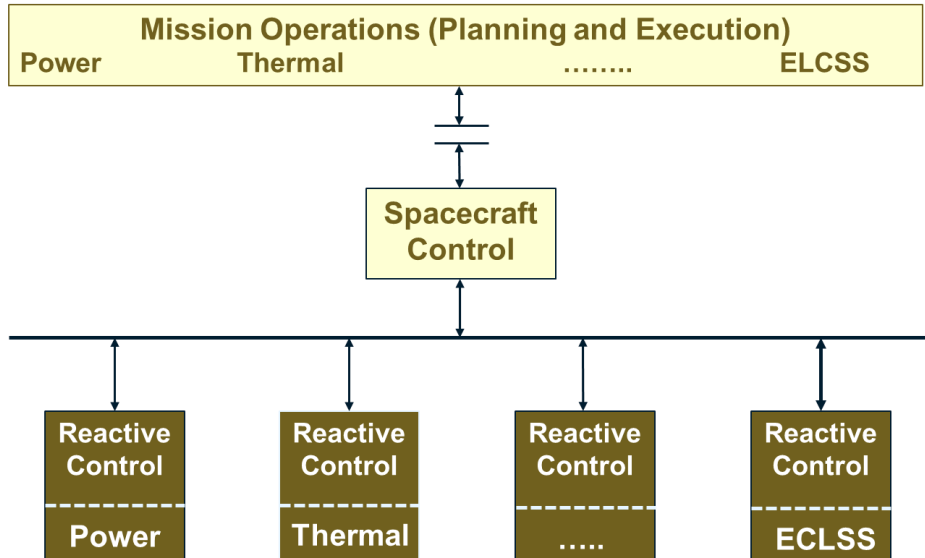 Mission Operations (Planning and Execution)
Power Thermal …….. ELCSS
Spacecraft
Control
Reactive
Control
Power
Reactive
Control
Thermal
Reactive
Control
…..
Reactive
Control
ECLSS